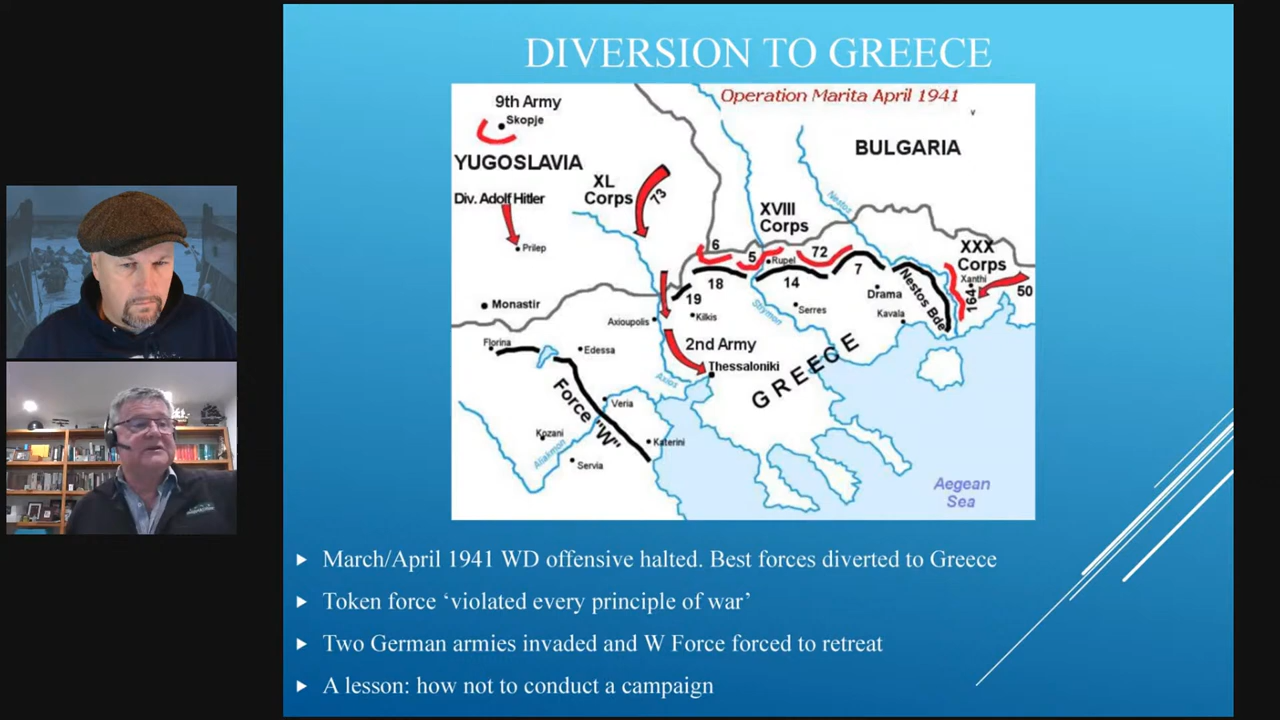 DIVERSION TO GREECE
Operation Marita April 1941
9th Army
Skopje
BULGARIA
YUGOSLAVIA
XL
Corps
73
Div. Adolf Hitler
Nestos
XVIII
Corps
Prilep
6
5
Rupel
72
XXX
Corps
Xanthi
18
14
7
Nestos Bde
164
50
19
Monastir
Drama
Axioupolis
Kilkis
Strymon
Serres
Kavala
Florina
Edessa
2nd Army
Thessaloniki
GREECE
Axios
Force "W"
Veria
Kozani
Aliakmon
Katerini
Servia
Aegean
Sea
March/April 1941 WD offensive halted. Best forces diverted to Greece
Token force ‘violated every principle of war’
Two German armies invaded and W Force forced to retreat
A lesson: how not to conduct a campaign